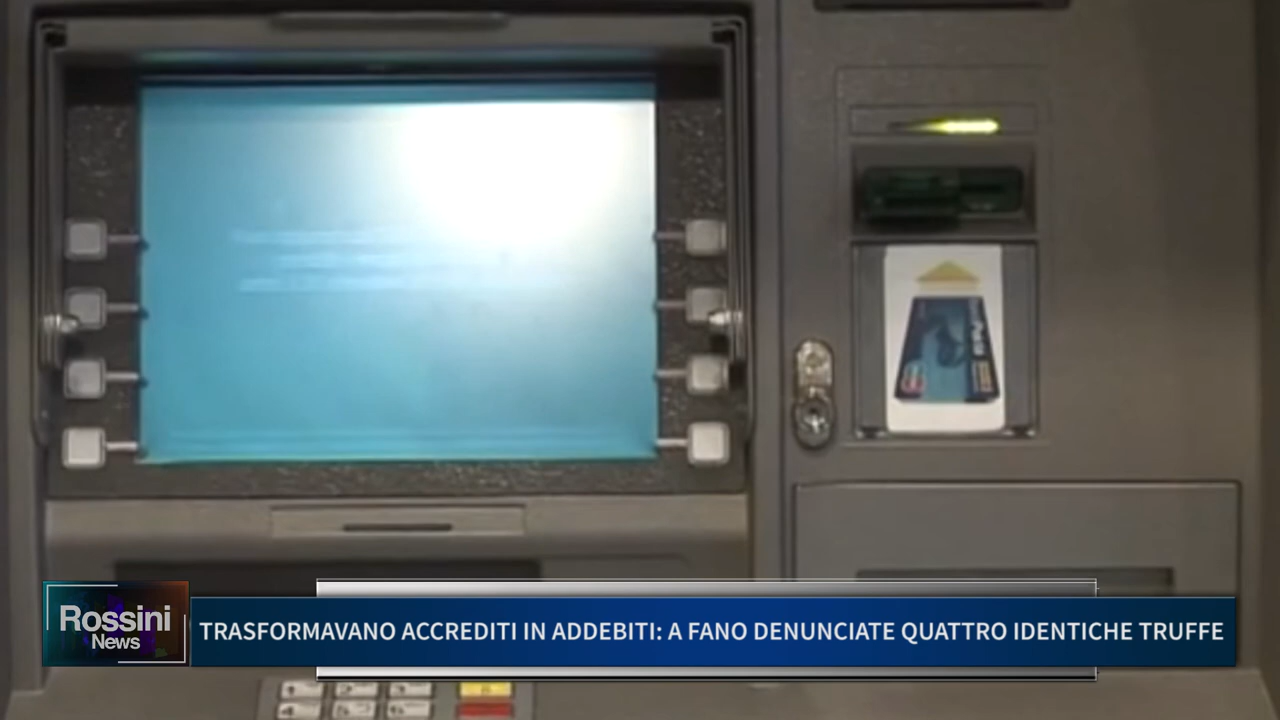 Rossini
News
TRASFORMAVANO ACCREDITI IN ADDEBITI: A FANO DENUNCIATE QUATTRO IDENTICHE TRUFFE